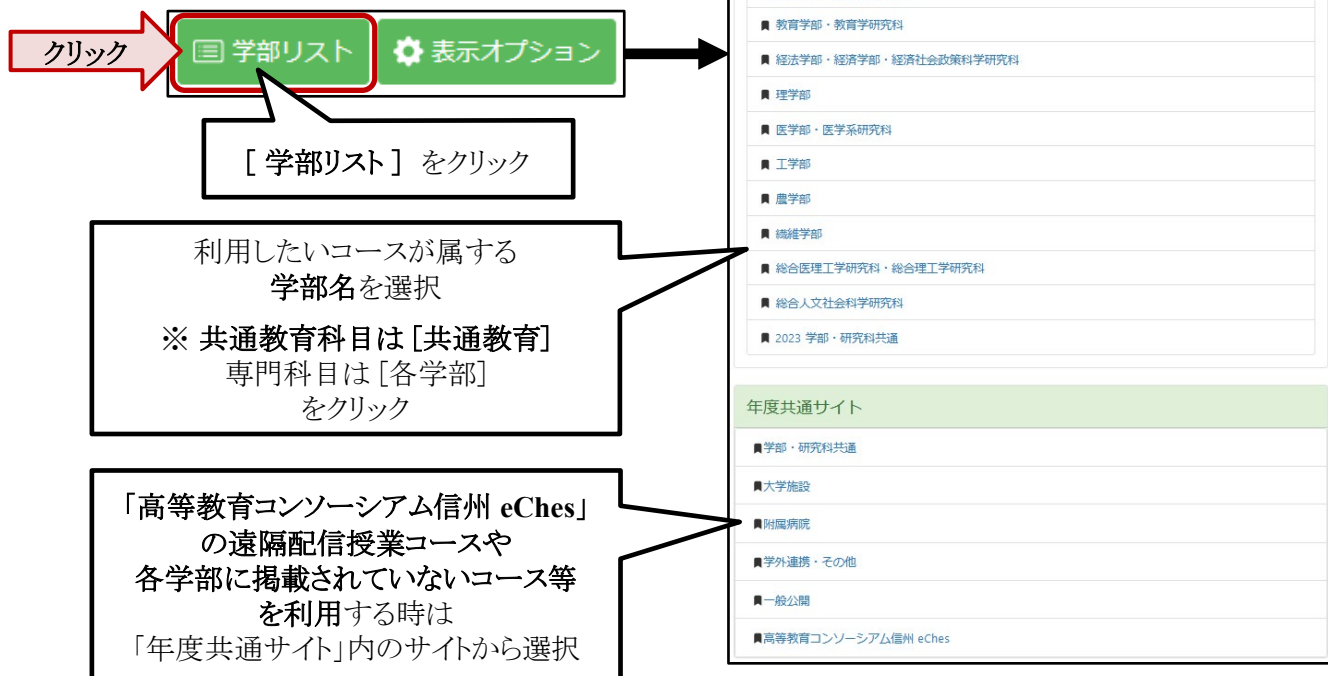 クリック
学部リスト
表示オプション
[ 学部リスト ] をクリック
利用したいコースが属する
学部名を選択
※ 共通教育科目は [共通教育]
専門科目は [各学部]
をクリック
「高等教育コンソーシアム信州 eChes」
の遠隔配信授業コースや
各学部に掲載されていないコース等
を利用する時は
「年度共通サイト」内のサイトから選択
教育学部・教育学研究科
経法学部・経済学部・経済社会政策科学研究科
理学部
医学部・医学系研究科
工学部
農学部
繊維学部
総合医理工学研究科・総合理工学研究科
総合人文社会科学研究科
2023 学部・研究科共通
年度共通サイト
学部・研究科共通
大学施設
附属病院
学外連携・その他
一般公開
高等教育コンソーシアム信州 eChes